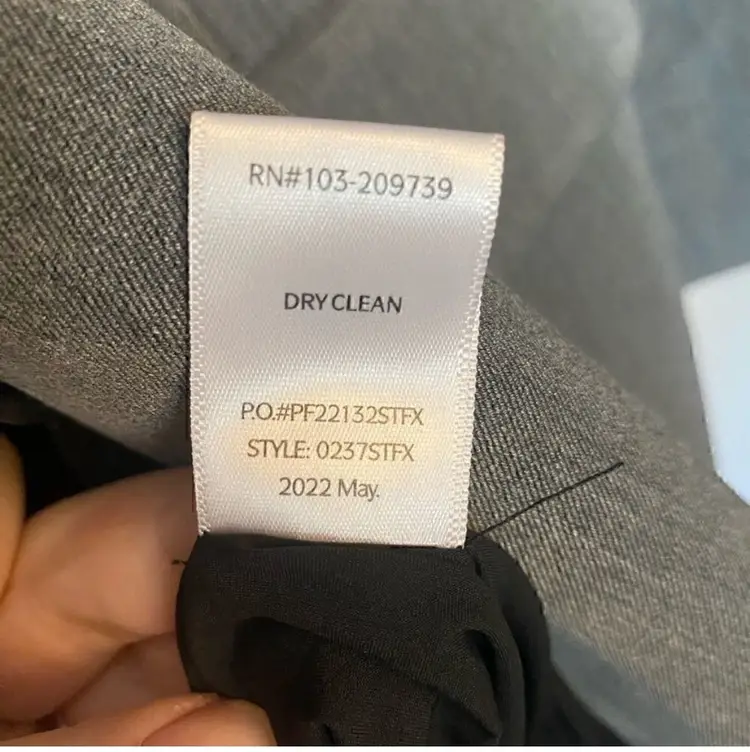 RN#103-209739
DRY CLEAN
P.O.#PF22132STFX
STYLE: 0237STFX
2022 May.